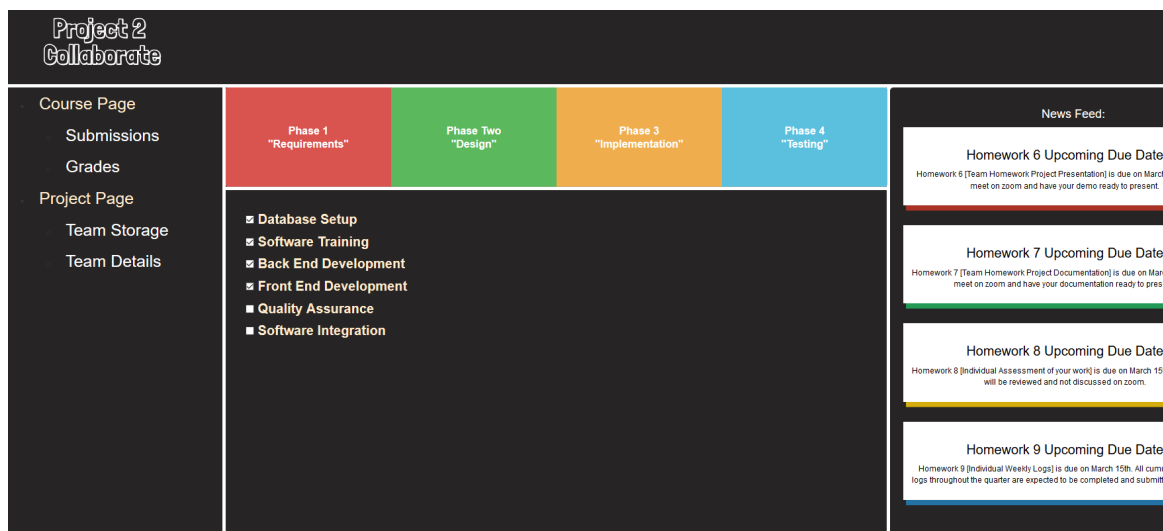 Project 2
Collaborate
Course Page
Submissions
Grades
Project Page
Team Storage
Team Details
Phase 1
"Requirements"
Phase Two
"Design"
Phase 3
"Implementation"
Phase 4
"Testing"
Database Setup
Software Training
Back End Development
Front End Development
Quality Assurance
Software Integration
News Feed:
Homework 6 Upcoming Due Date
Homework 6 [Team Homework Project Presentation] is due on March
meet on zoom and have your demo ready to present.
Homework 7 Upcoming Due Date
Homework 7 [Team Homework Project Documentation] is due on Mar
meet on zoom and have your documentation ready to pres
Homework 8 Upcoming Due Date
Homework 8 [Individual Assessment of your work] is due on March 15
will be reviewed and not discussed on zoom.
Homework 9 Upcoming Due Date
Homework 9 [Individual Weekly Logs] is due on March 15th. All cum
logs throughout the quarter are expected to be completed and submit